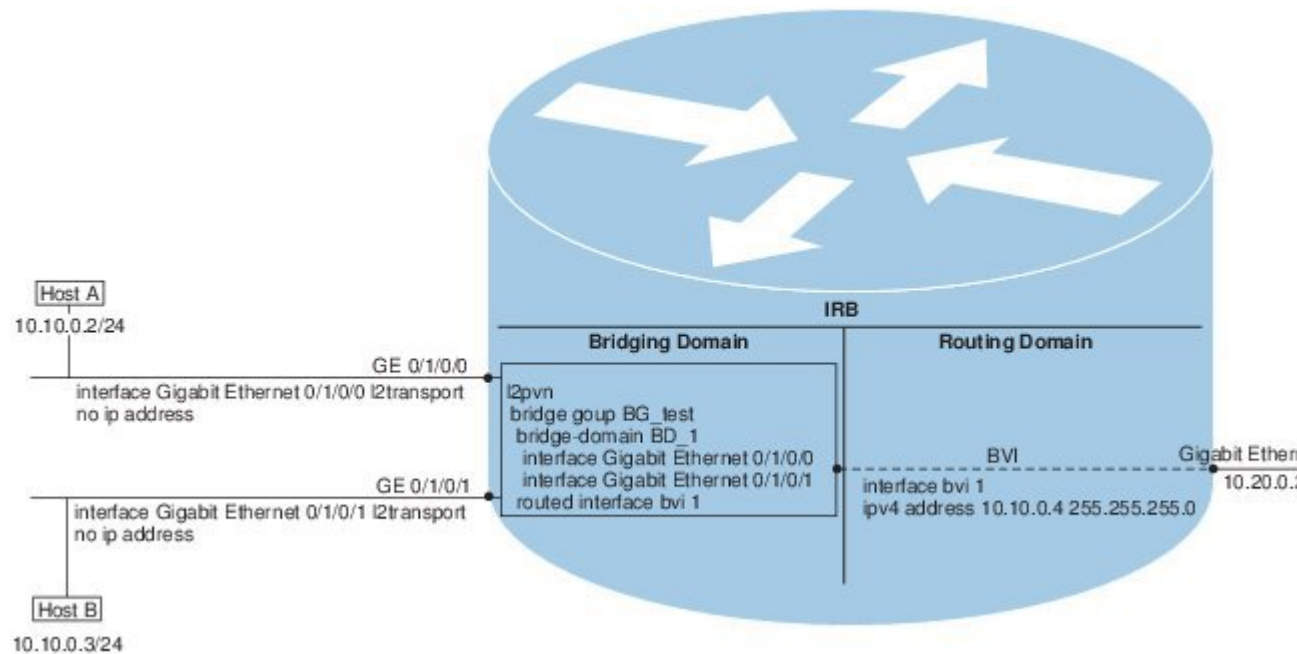 Host A
10.10.0.2/24
GE 0/1/0/0
interface Gigabit Ethernet 0/1/0/0 l2transport
no ip address
GE 0/1/0/1
interface Gigabit Ethernet 0/1/0/1 l2transport
no ip address
Host B
10.10.0.3/24
IRB
Bridging Domain
Routing Domain
l2pvn
bridge goup BG_test
bridge-domain BD_1
interface Gigabit Ethernet 0/1/0/0
interface Gigabit Ethernet 0/1/0/1
routed interface bvi 1
BVI
interface bvi 1
ipv4 address 10.10.0.4 255.255.255.0
Gigabit